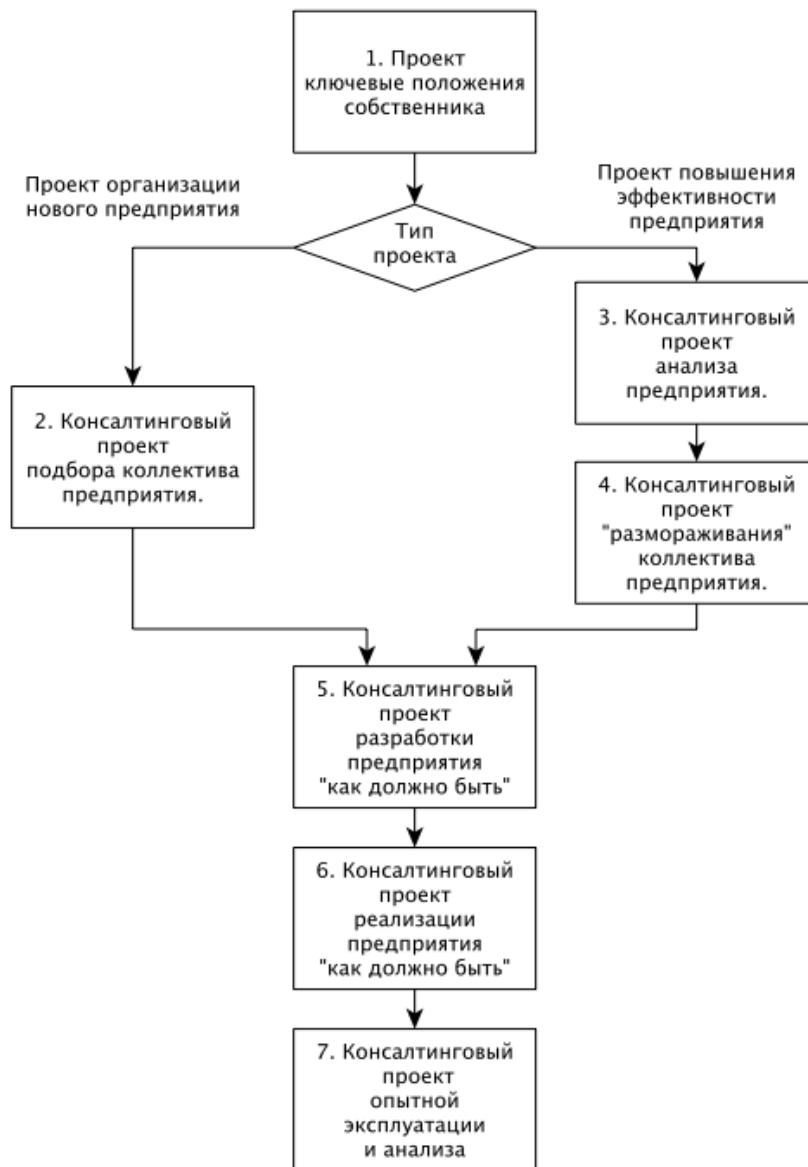 1. Проект
ключевые положения
собственника
Проект организации
нового предприятия
Проект повышения
эффективности
предприятия
Тип
проекта
2. Консалтинговый
проект
подбора коллектива
предприятия.
3. Консалтинговый
проект
анализа
предприятия.
4. Консалтинговый
проект
"размораживания"
коллектива
предприятия.
5. Консалтинговый
проект
разработки
предприятия
"как должно быть"
6. Консалтинговый
проект
реализации
предприятия
"как должно быть"
7. Консалтинговый
проект
опытной
эксплуатации
и анализа